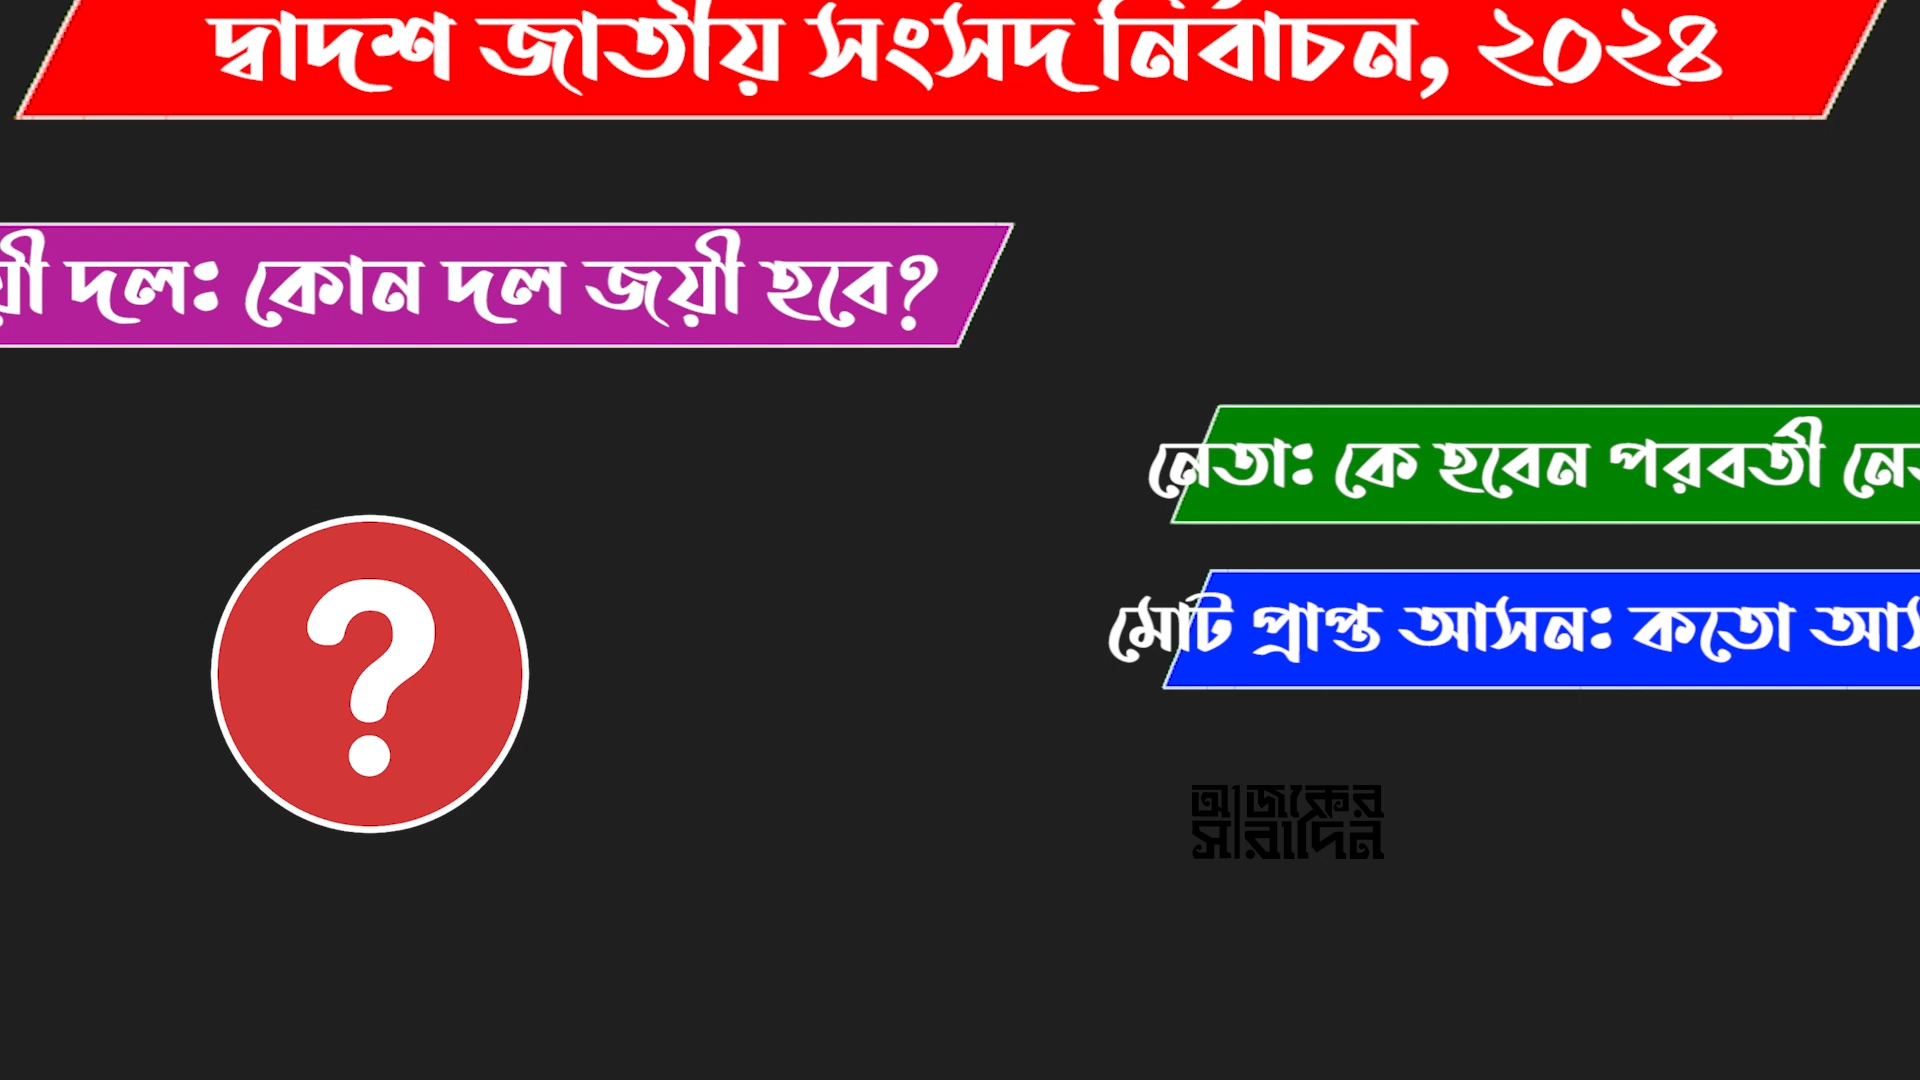 দ্বাদশ জাতীয় সংসদ নির্বাচন, ২০২৪
দল: কোন দল জয়ী হবে?
নেতা: কে হবেন পরবর্তী
মোট প্রাপ্ত আসন: কতো
আজকের
সারাদিন